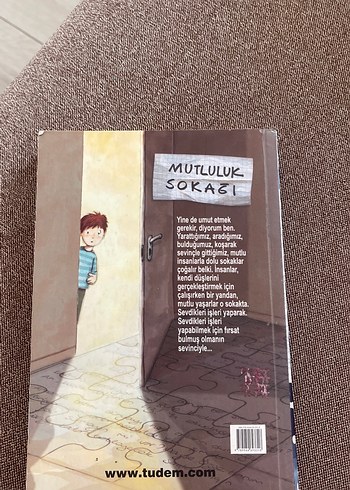 MUTLULUK
SOKAĞI
Yine de umut etmek
gerekir, diyorum ben.
Yarattığımız, aradığımız,
bulduğumuz, koşarak
sevinçle gittiğimiz, mutlu
insanlarla dolu sokaklar
çoğalır belki. İnsanlar,
kendi düşlerini
gerçekleştirmek için
çalışırken bir yandan,
mutlu yaşarlar o sokakta.
Sevdikleri işleri yaparak.
Sevdikleri işleri
yapabilmek için fırsat
bulmuş olmanın
sevinciyle...
www.tudem.com